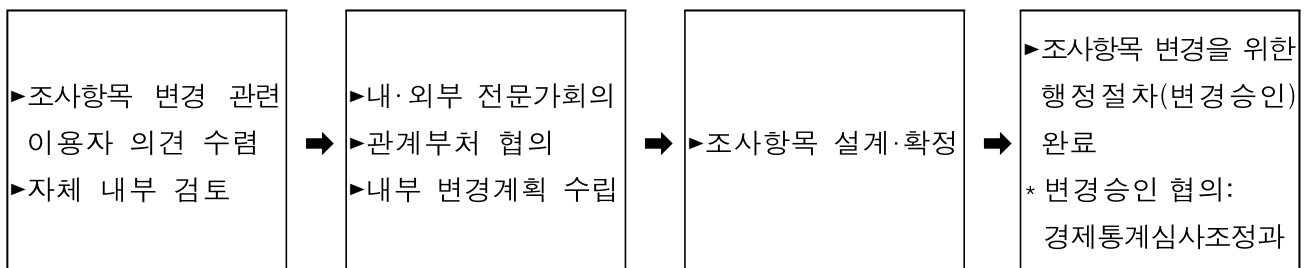 ►조사항목 변경 관련
이용자 의견 수렴
►자체 내부 검토
►내·외부 전문가회의
►관계부처 협의
►내부 변경계획 수립
►조사항목 설계·확정
►조사항목 변경을 위한
행정절차(변경승인)
완료
* 변경승인 협의:
경제통계심사조정과